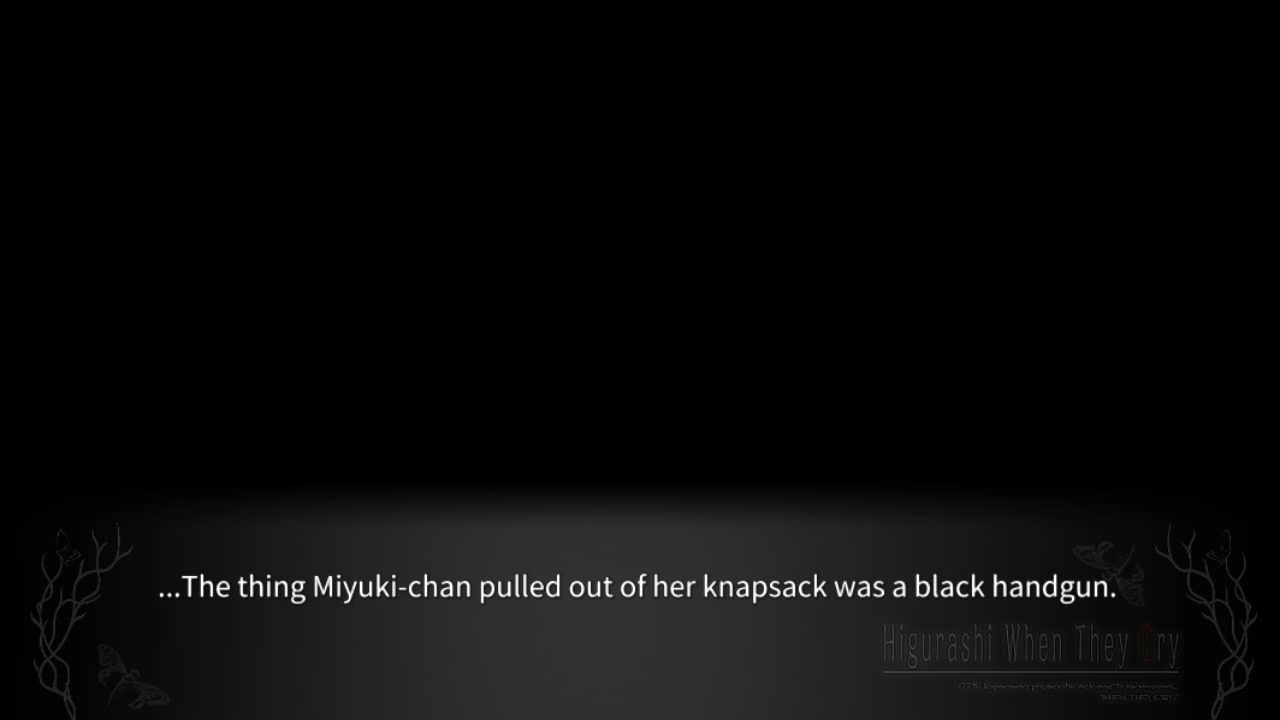 ...The thing Miyuki-chan pulled out of her knapsack was a black handgun.
Higurashi When They Cry